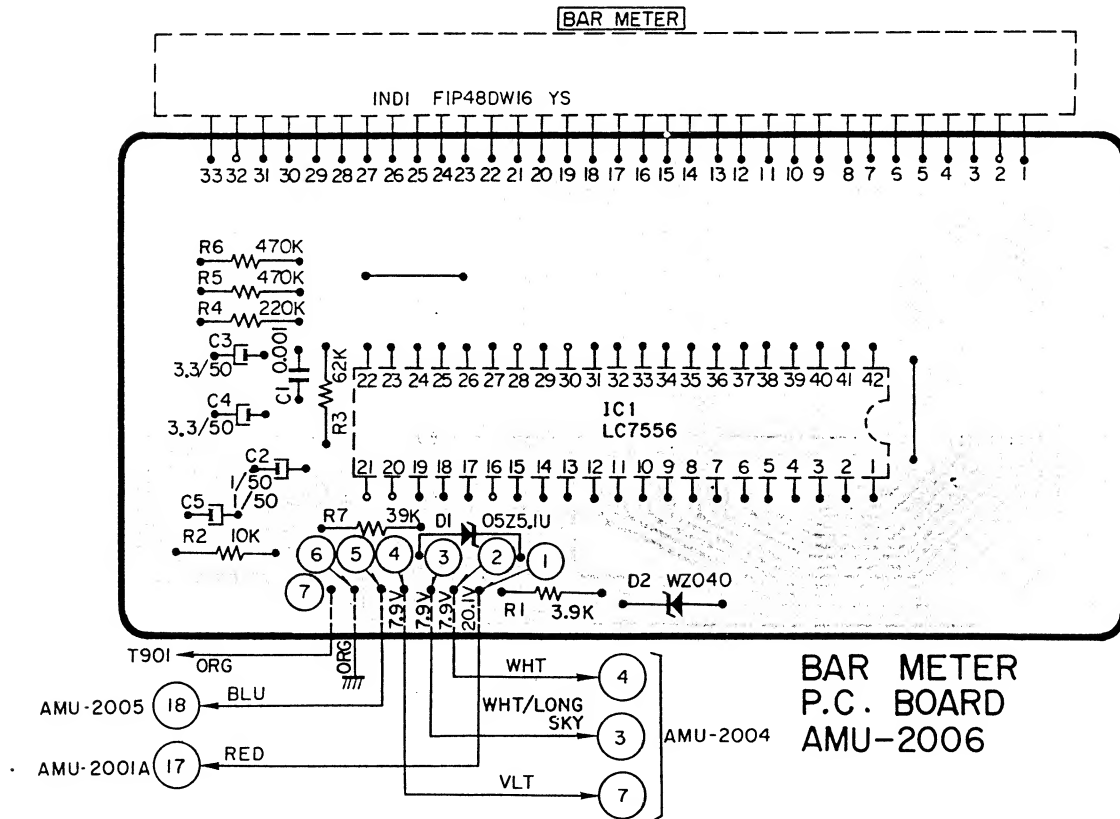 BAR METER
IND1 FIP48DW16 YS
33 32 31 30 29 28 27 26 25 24 23 22 21 20 19 18 17 16 15 14 13 12 11 10 9 8 7 6 5 4 3 2 1
R6 470K
R5 470K
R4 220K
C3
3.3/50
0.001
C1
62K
R3
C4
3.3/50
22 23 24 25 26 27 28 29 30 31 32 33 34 35 36 37 38 39 40 41 42
IC1
LC7556
21 20 19 18 17 16 15 14 13 12 11 10 9 8 7 6 5 4 3 2 1
C2
1/50
C5
1/50
R2 10K
R7 39K
D1 05Z5.1U
7 6 5 4 3 2 1
R1 3.9K
D2 WZ040
7.9V 7.9V 7.9V 20.1V
T901 ORG
ORG
AMU-2005 18 BLU
AMU-2001A 17 RED
WHT 4
WHT/LONG
SKY 3
VLT 7
AMU-2004
BAR METER
P.C. BOARD
AMU-2006